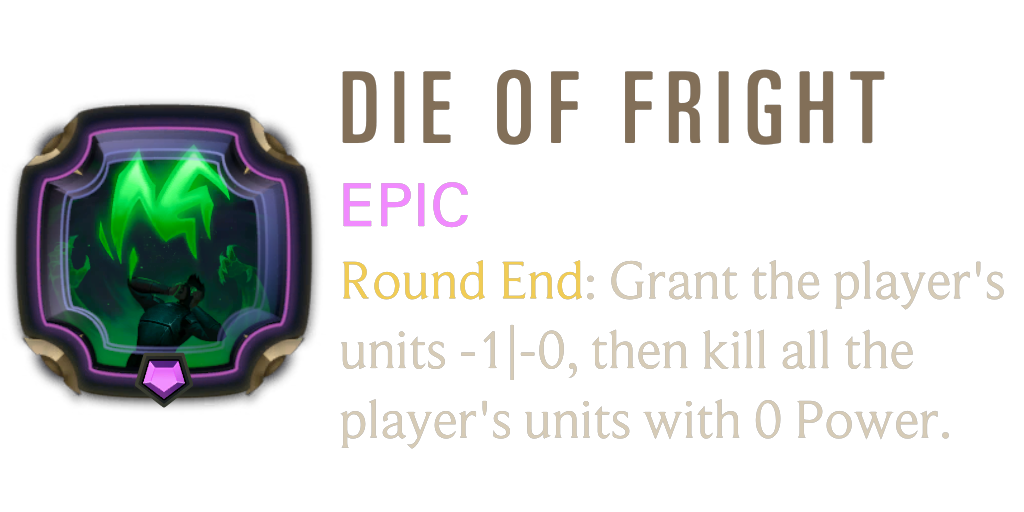 DIE OF FRIGHT
EPIC
Round End: Grant the player's
units -1|-0, then kill all the
player's units with 0 Power.